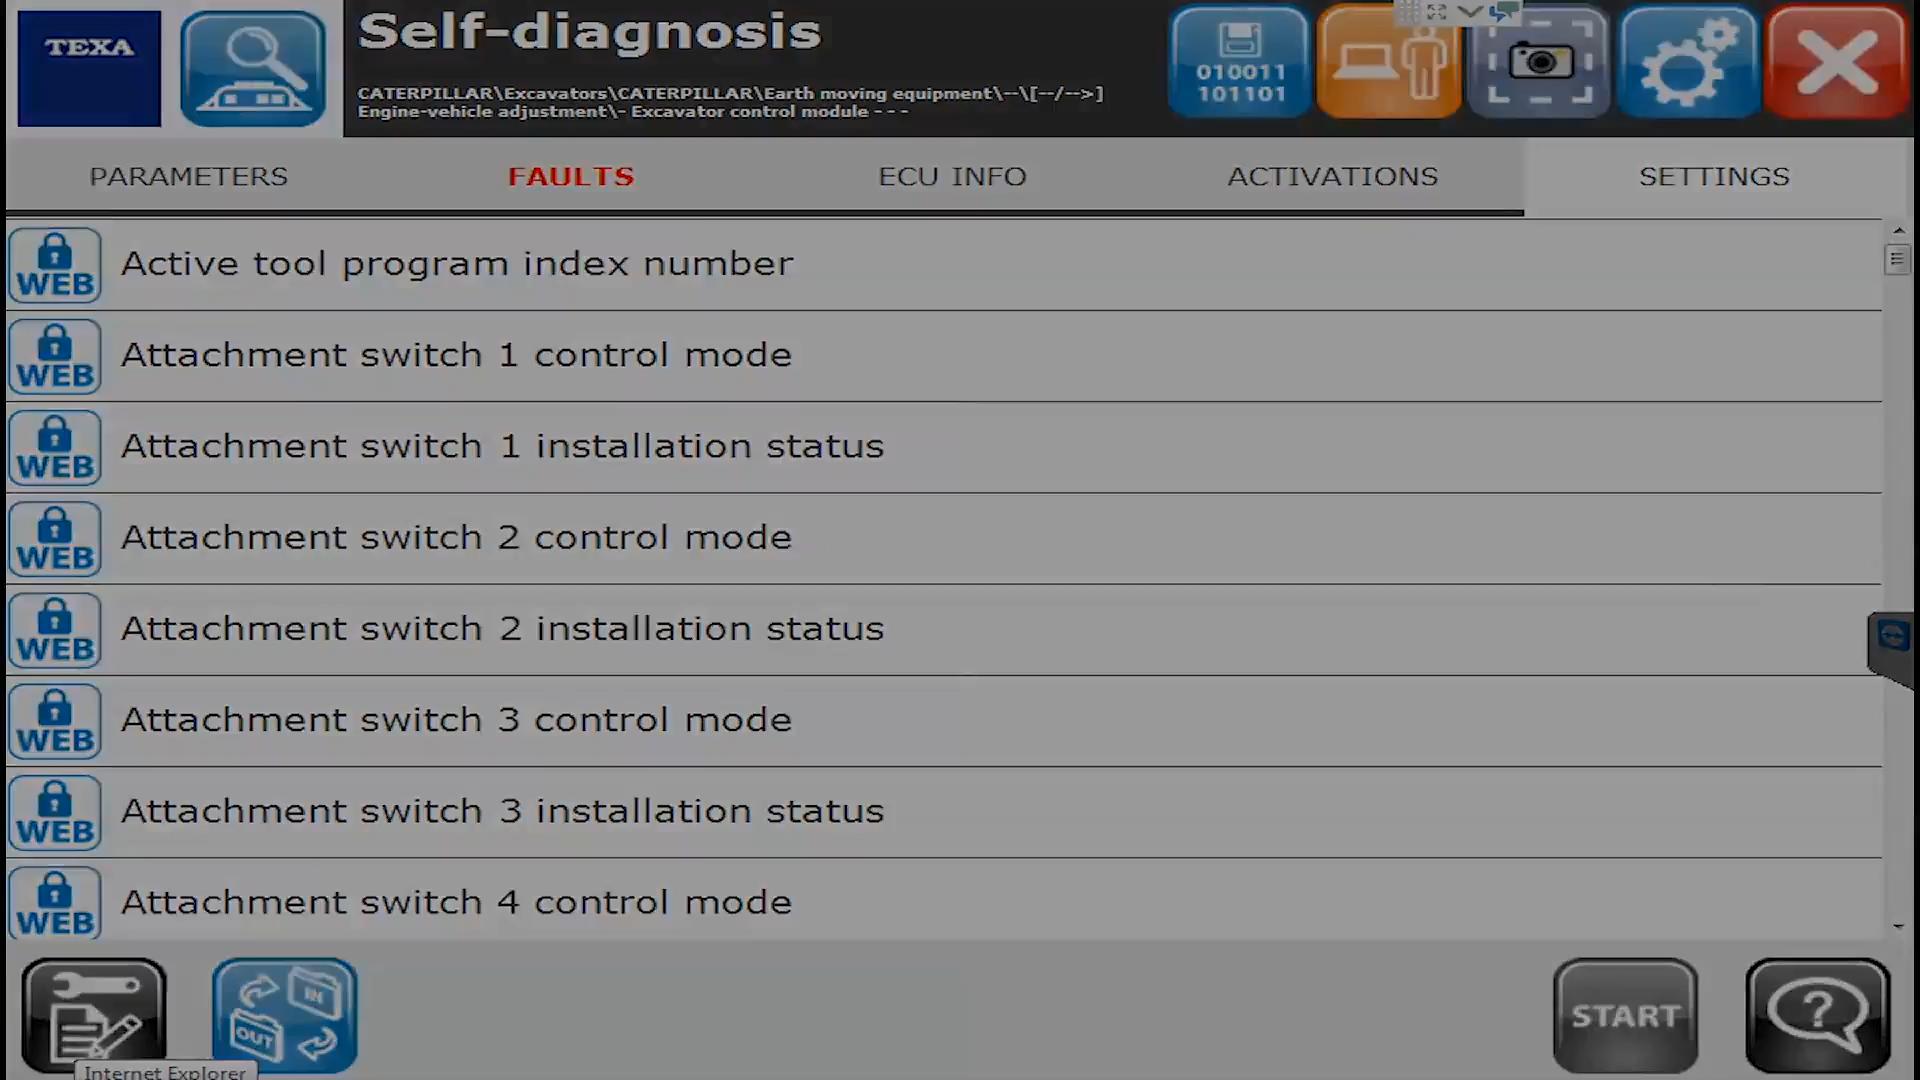 TEXA
Self-diagnosis
CATERPILLAR\Excavators\CATERPILLAR\Earth moving equipment\--\[--/-->]
Engine-vehicle adjustment\- Excavator control module - - -
010011
101101
PARAMETERS
FAULTS
ECU INFO
ACTIVATIONS
SETTINGS
WEB
Active tool program index number
WEB
Attachment switch 1 control mode
WEB
Attachment switch 1 installation status
WEB
Attachment switch 2 control mode
WEB
Attachment switch 2 installation status
WEB
Attachment switch 3 control mode
WEB
Attachment switch 3 installation status
WEB
Attachment switch 4 control mode
IN
OUT
START
?
Internet Explorer